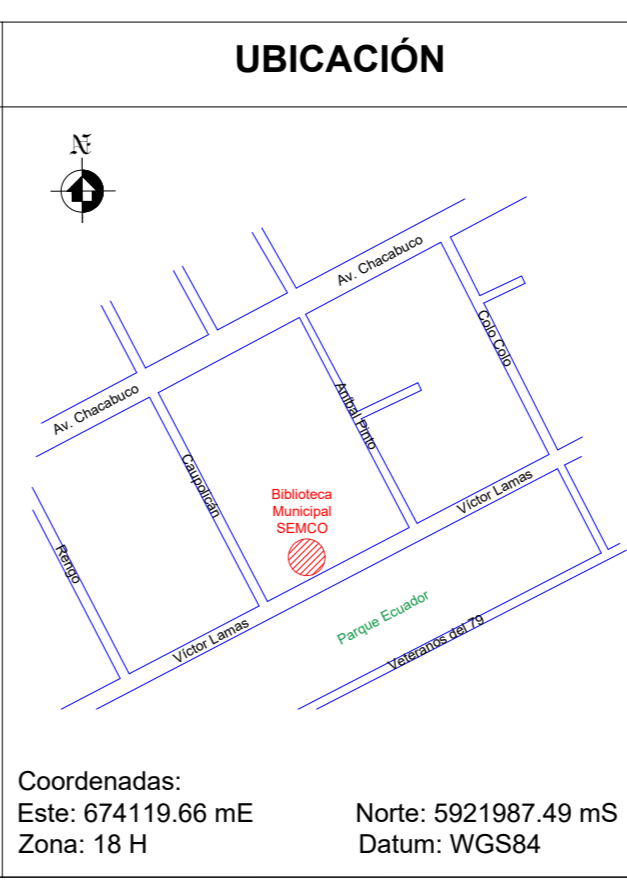 UBICACIÓN
N
Av. Chacabuco
Colo Colo
Av. Chacabuco
Aníbal Pinto
Caupolicán
Biblioteca
Municipal
SEMCO
Víctor Lamas
Rengo
Parque Ecuador
Víctor Lamas
Veteranos del 79
Coordenadas:
Este: 674119.66 mE Norte: 5921987.49 mS
Zona: 18 H Datum: WGS84